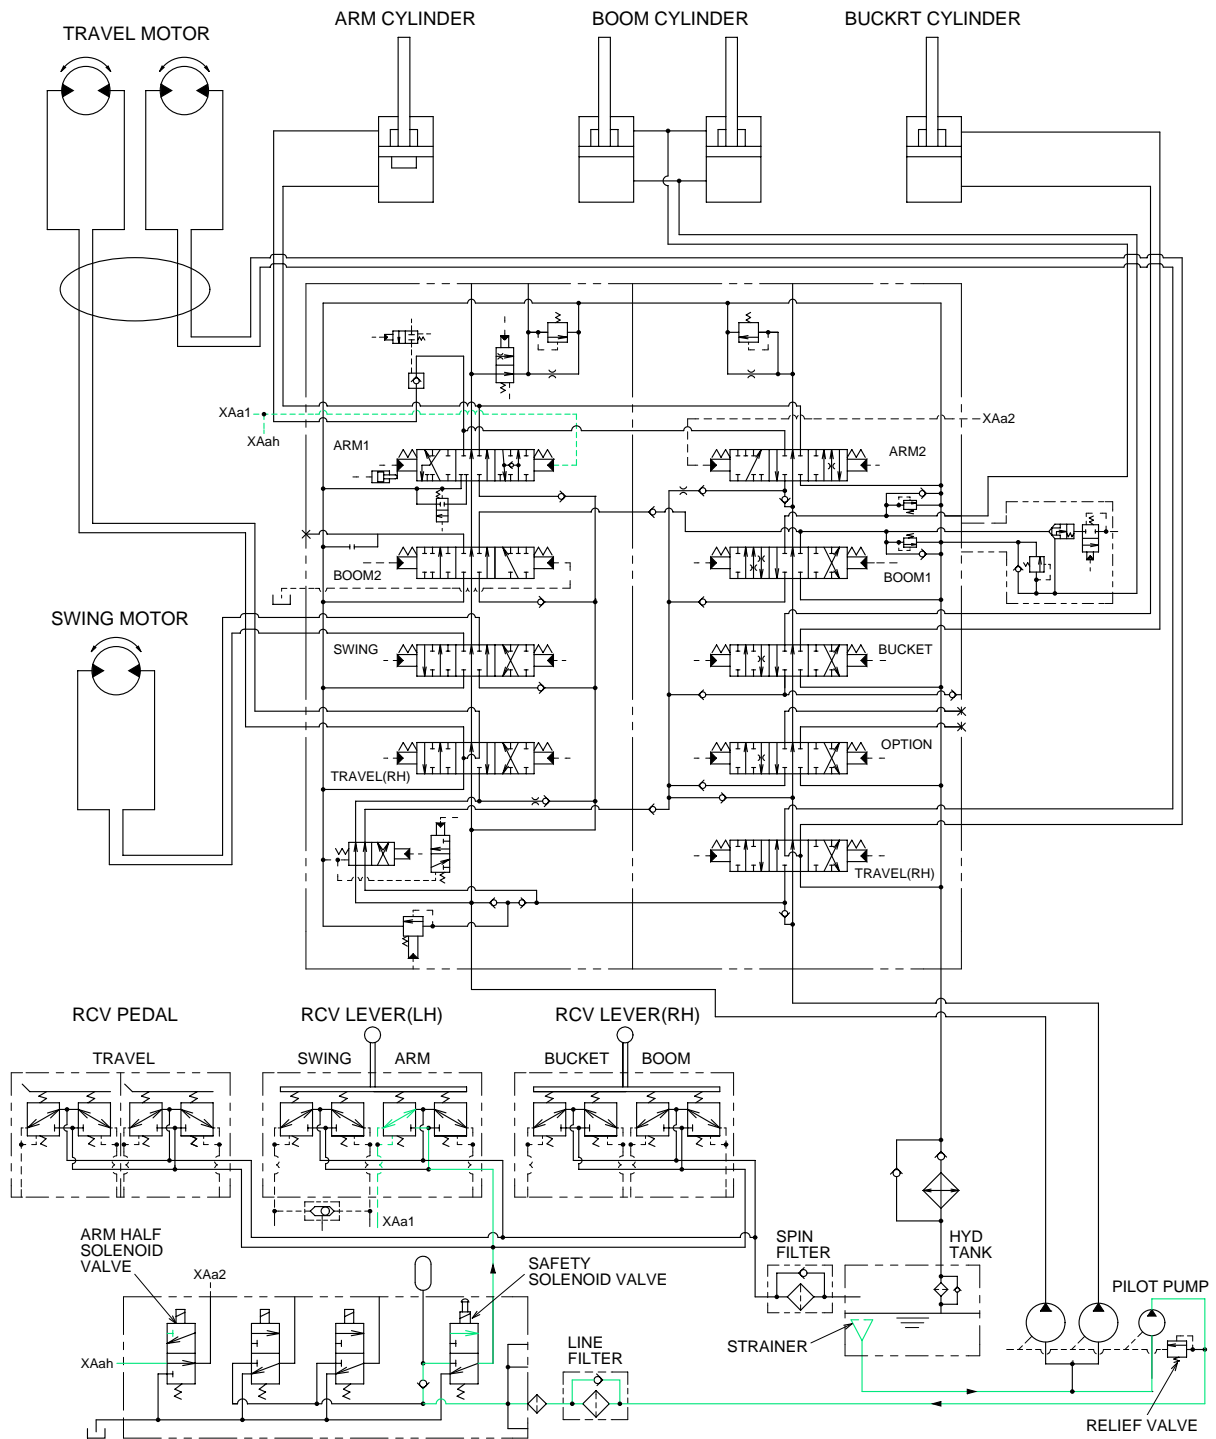 ARM CYLINDER
BOOM CYLINDER
BUCKRT CYLINDER
TRAVEL MOTOR
XAa1
XAah
XAa2
ARM1
ARM2
BOOM2
BOOM1
SWING MOTOR
SWING
BUCKET
OPTION
TRAVEL(RH)
TRAVEL(RH)
RCV PEDAL
RCV LEVER(LH)
RCV LEVER(RH)
TRAVEL
SWING
ARM
BUCKET
BOOM
XAa1
ARM HALF
SOLENOID
VALVE
XAa2
SAFETY
SOLENOID VALVE
SPIN
FILTER
HYD
TANK
PILOT PUMP
STRAINER
LINE
FILTER
XAah
RELIEF VALVE